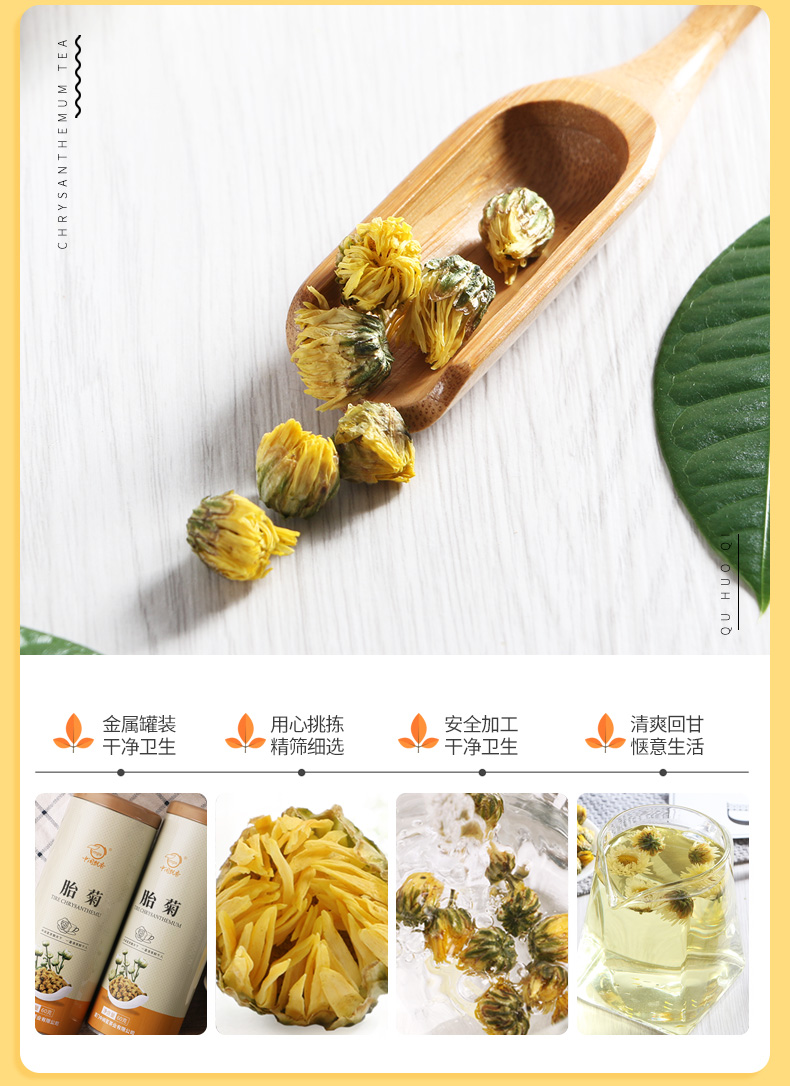 CHRYSANTHEMUM TEA
QU HUO QI
金属罐装
干净卫生
用心挑拣
精筛细选
安全加工
干净卫生
清爽回甘
惬意生活
胎菊
胎菊